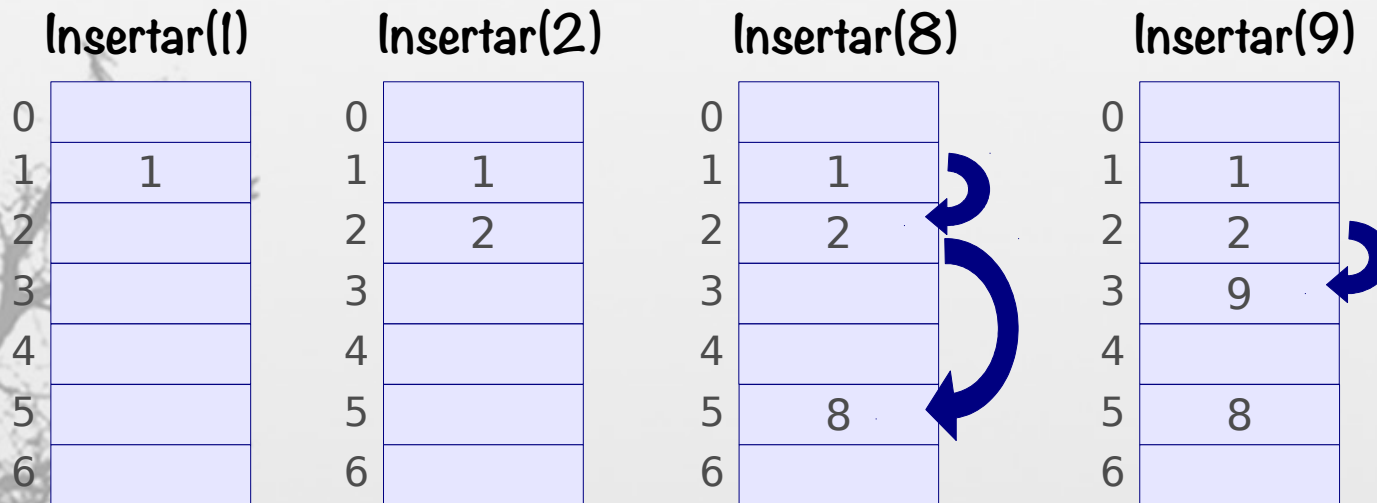 Insertar(1) Insertar(2) Insertar(8) Insertar(9)
0 0 0 0
1 1 1 1 1 1 1 1
2 2 2 2 2 2 2
3 3 3 3 9
4 4 4 4
5 5 5 8 5 8
6 6 6 6